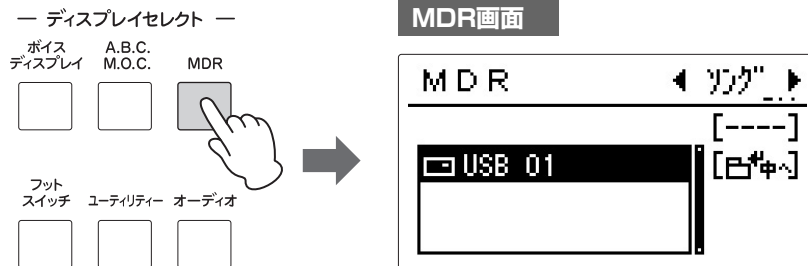 ー ディスプレイセレクト ー
ボイス
ディスプレイ
A.B.C.
M.O.C.
MDR
フット
スイッチ
ユーティリティー
オーディオ
MDR画面
MDR
ソング
[----]
USB 01